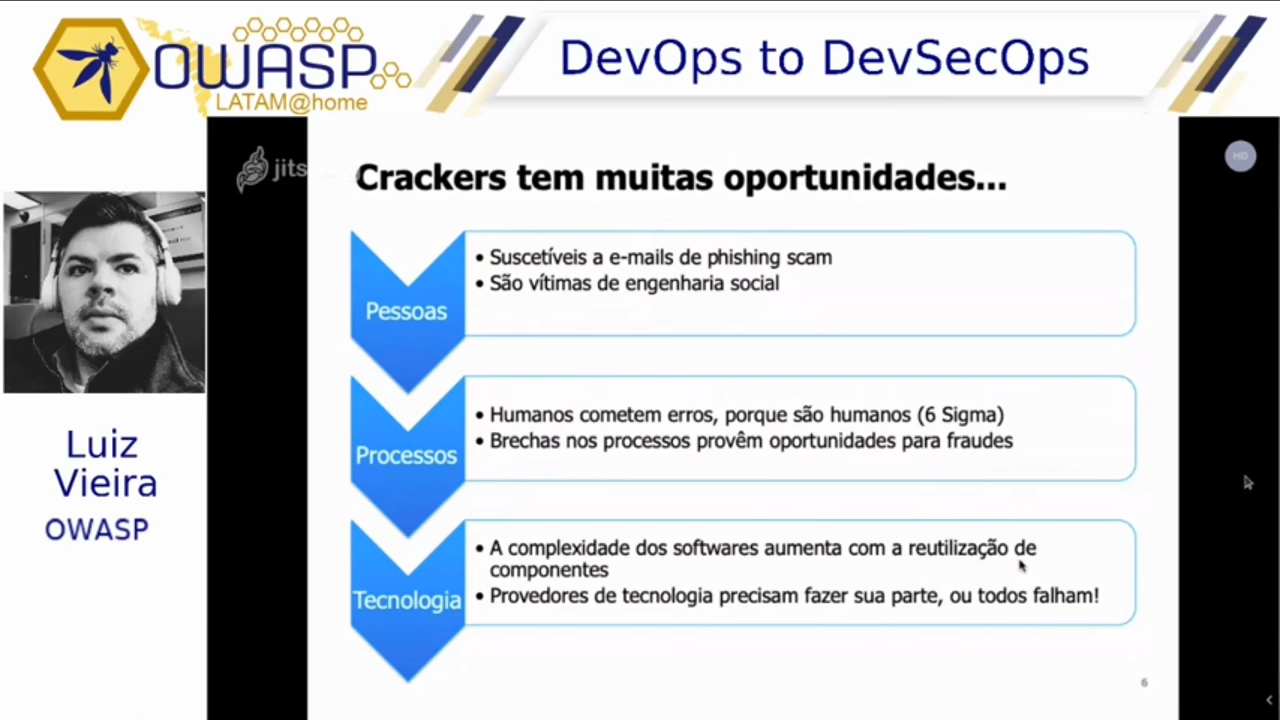 OWASP
LATAM@home
DevOps to DevSecOps
jits
HD
Crackers tem muitas oportunidades...
Pessoas
• Suscetíveis a e-mails de phishing scam
• São vítimas de engenharia social
Processos
• Humanos cometem erros, porque são humanos (6 Sigma)
• Brechas nos processos provêm oportunidades para fraudes
Tecnologia
• A complexidade dos softwares aumenta com a reutilização de
componentes
• Provedores de tecnologia precisam fazer sua parte, ou todos falham!
6
Luiz
Vieira
OWASP